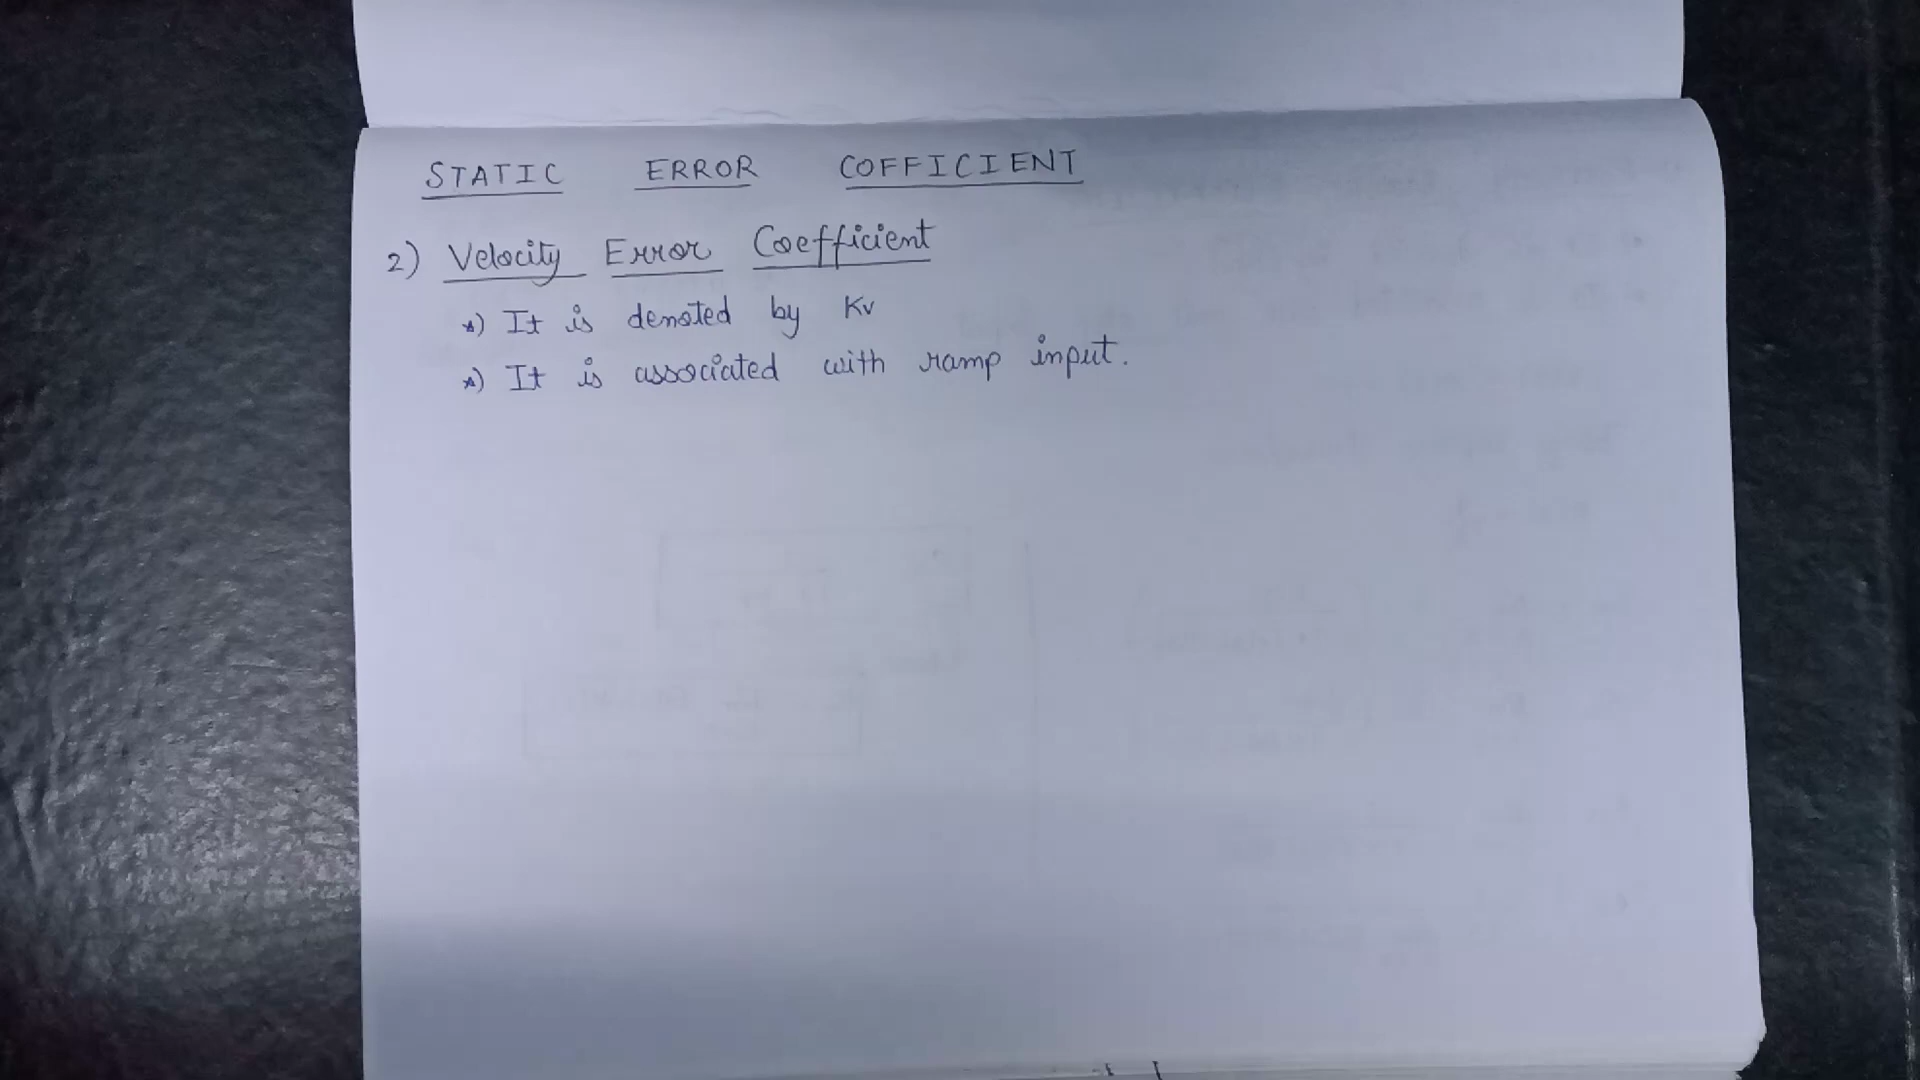 STATIC ERROR COFFICIENT
2) Velocity Error Coefficient
*) It is denoted by Kv
*) It is associated with ramp input.